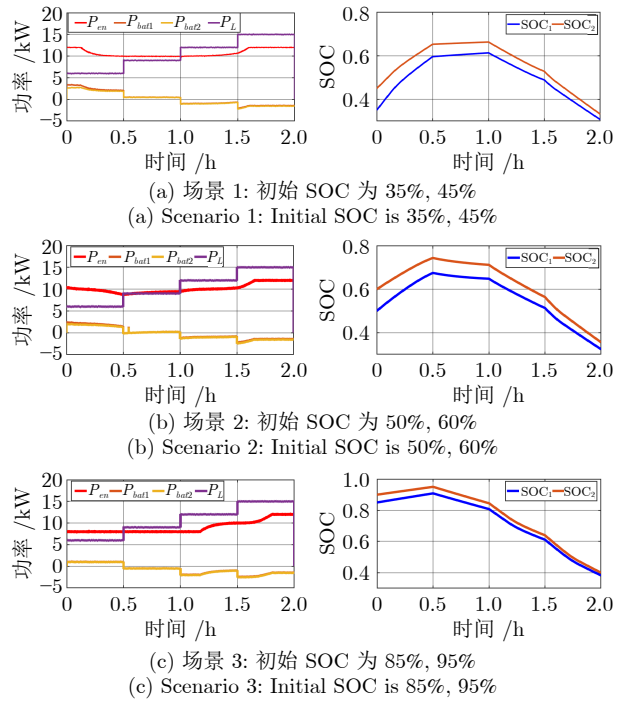 P_en P_bat1 P_bat2 P_L
功率 /kW
20
15
10
5
0
−5
0 0.5 1.0 1.5 2.0
时间 /h
SOC₁ SOC₂
SOC
0.8
0.6
0.4
0 0.5 1.0 1.5 2.0
时间 /h
(a) 场景 1: 初始 SOC 为 35%, 45%
(a) Scenario 1: Initial SOC is 35%, 45%
P_en P_bat1 P_bat2 P_L
功率 /kW
20
15
10
5
0
−5
0 0.5 1.0 1.5 2.0
时间 /h
SOC₁ SOC₂
SOC
0.8
0.6
0.4
0 0.5 1.0 1.5 2.0
时间 /h
(b) 场景 2: 初始 SOC 为 50%, 60%
(b) Scenario 2: Initial SOC is 50%, 60%
P_en P_bat1 P_bat2 P_L
功率 /kW
20
15
10
5
0
−5
0 0.5 1.0 1.5 2.0
时间 /h
SOC₁ SOC₂
SOC
1.0
0.8
0.6
0.4
0 0.5 1.0 1.5 2.0
时间 /h
(c) 场景 3: 初始 SOC 为 85%, 95%
(c) Scenario 3: Initial SOC is 85%, 95%